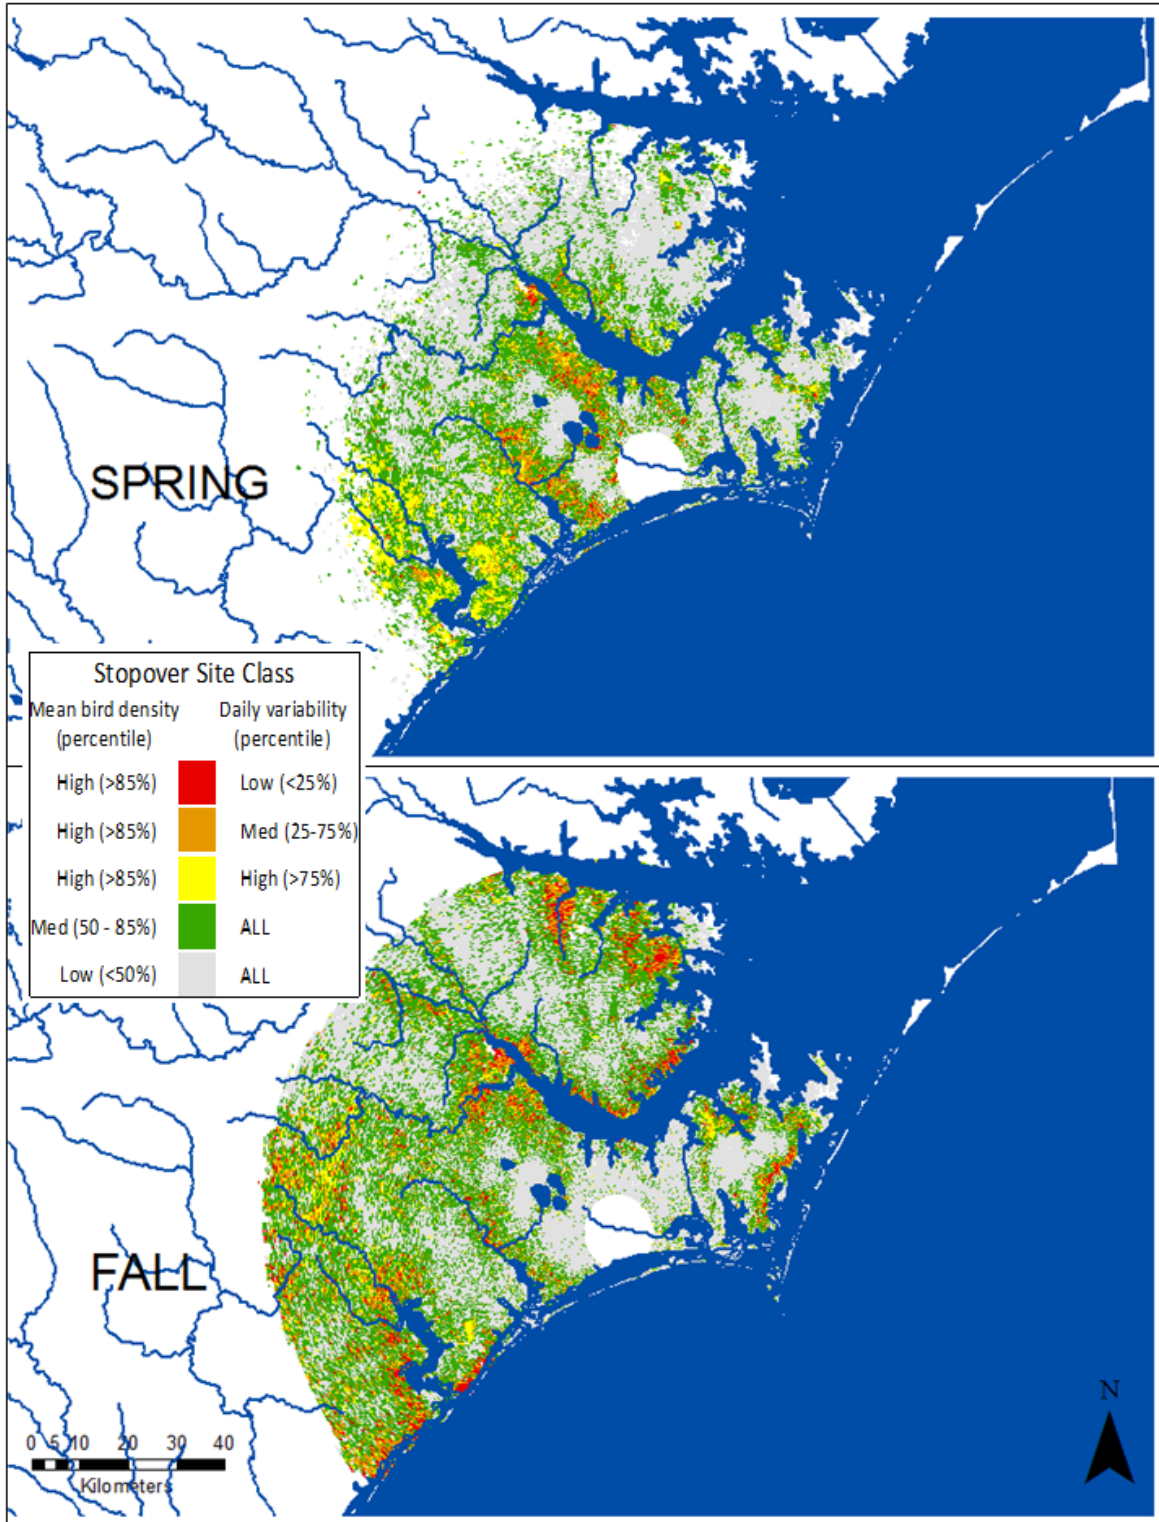 SPRING
Stopover Site Class
Mean bird density Daily variability
(percentile) (percentile)
High (>85%) Low (<25%)
High (>85%) Med (25-75%)
High (>85%) High (>75%)
Med (50 - 85%) ALL
Low (<50%) ALL
FALL
N
0 5 10 20 30 40
Kilometers